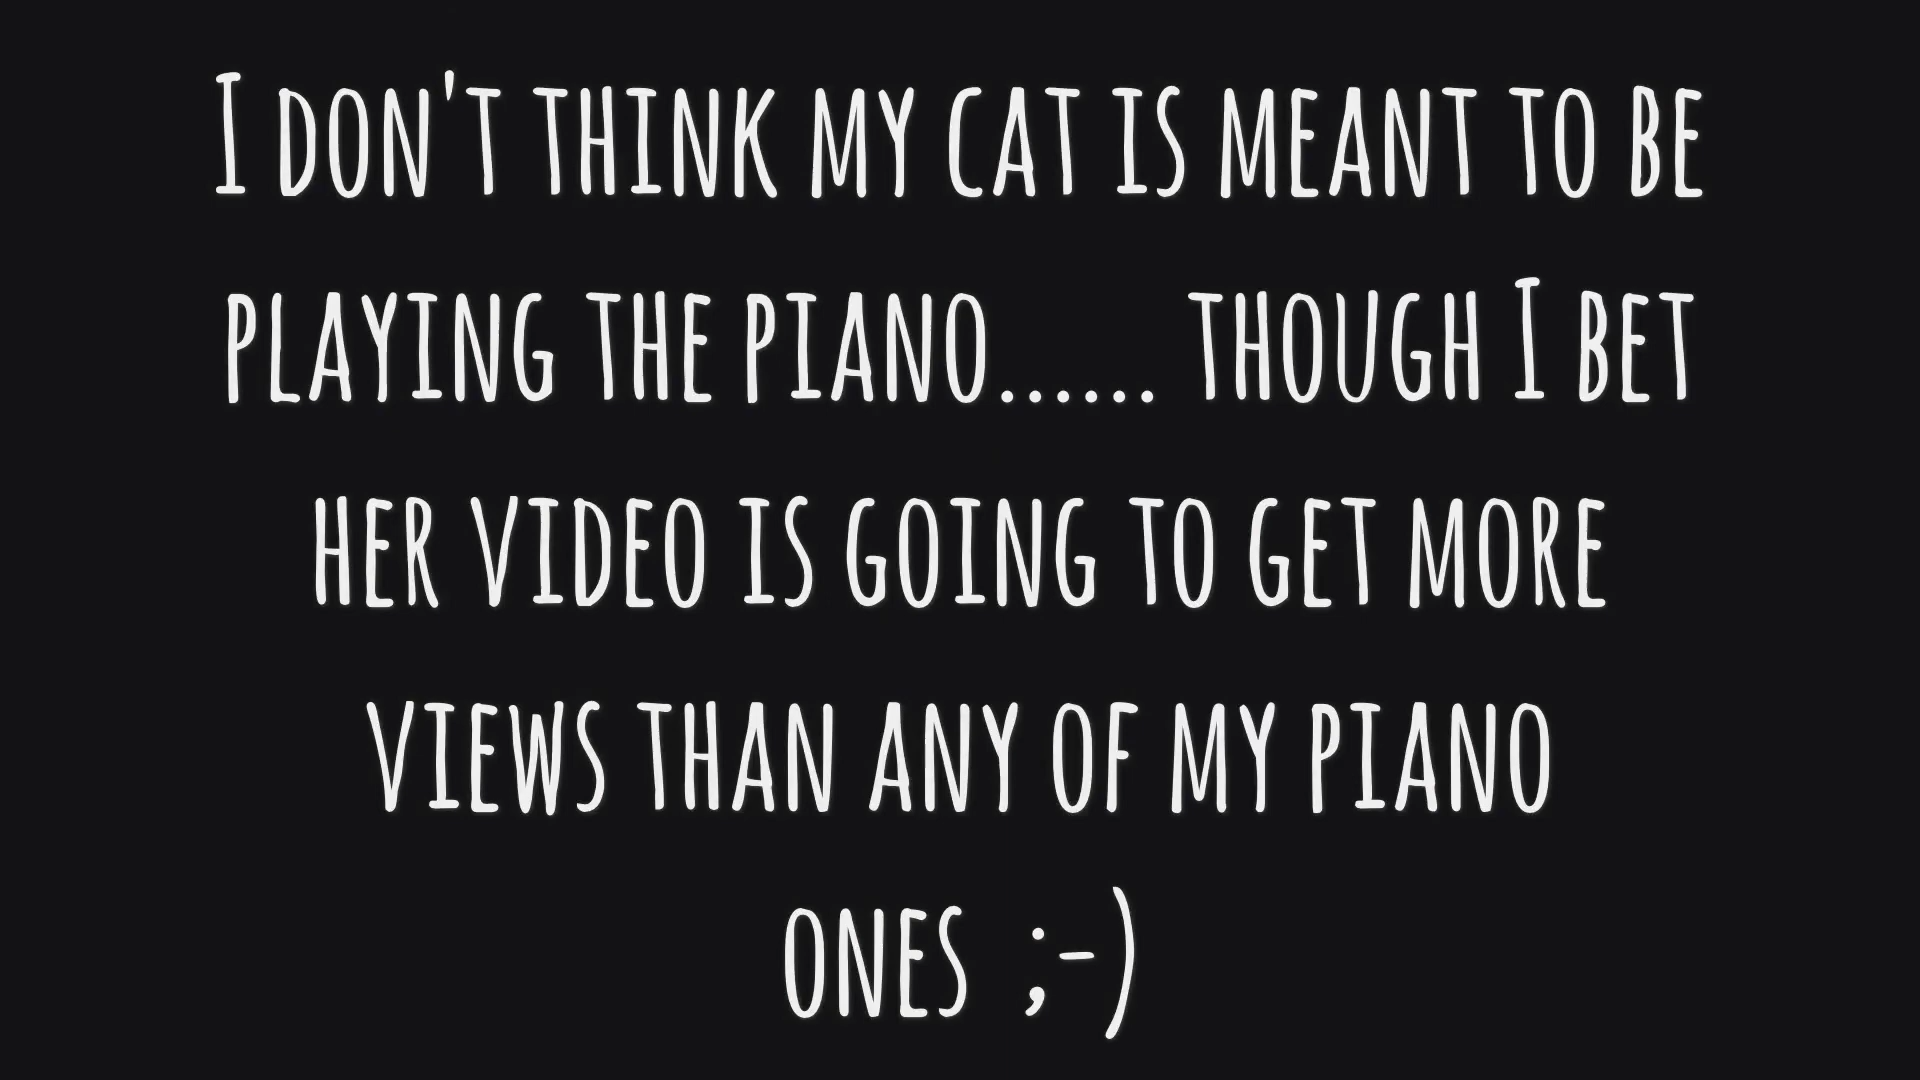 I don't think my cat is meant to be
playing the piano...... though I bet
her video is going to get more
views than any of my piano
ones ;-)